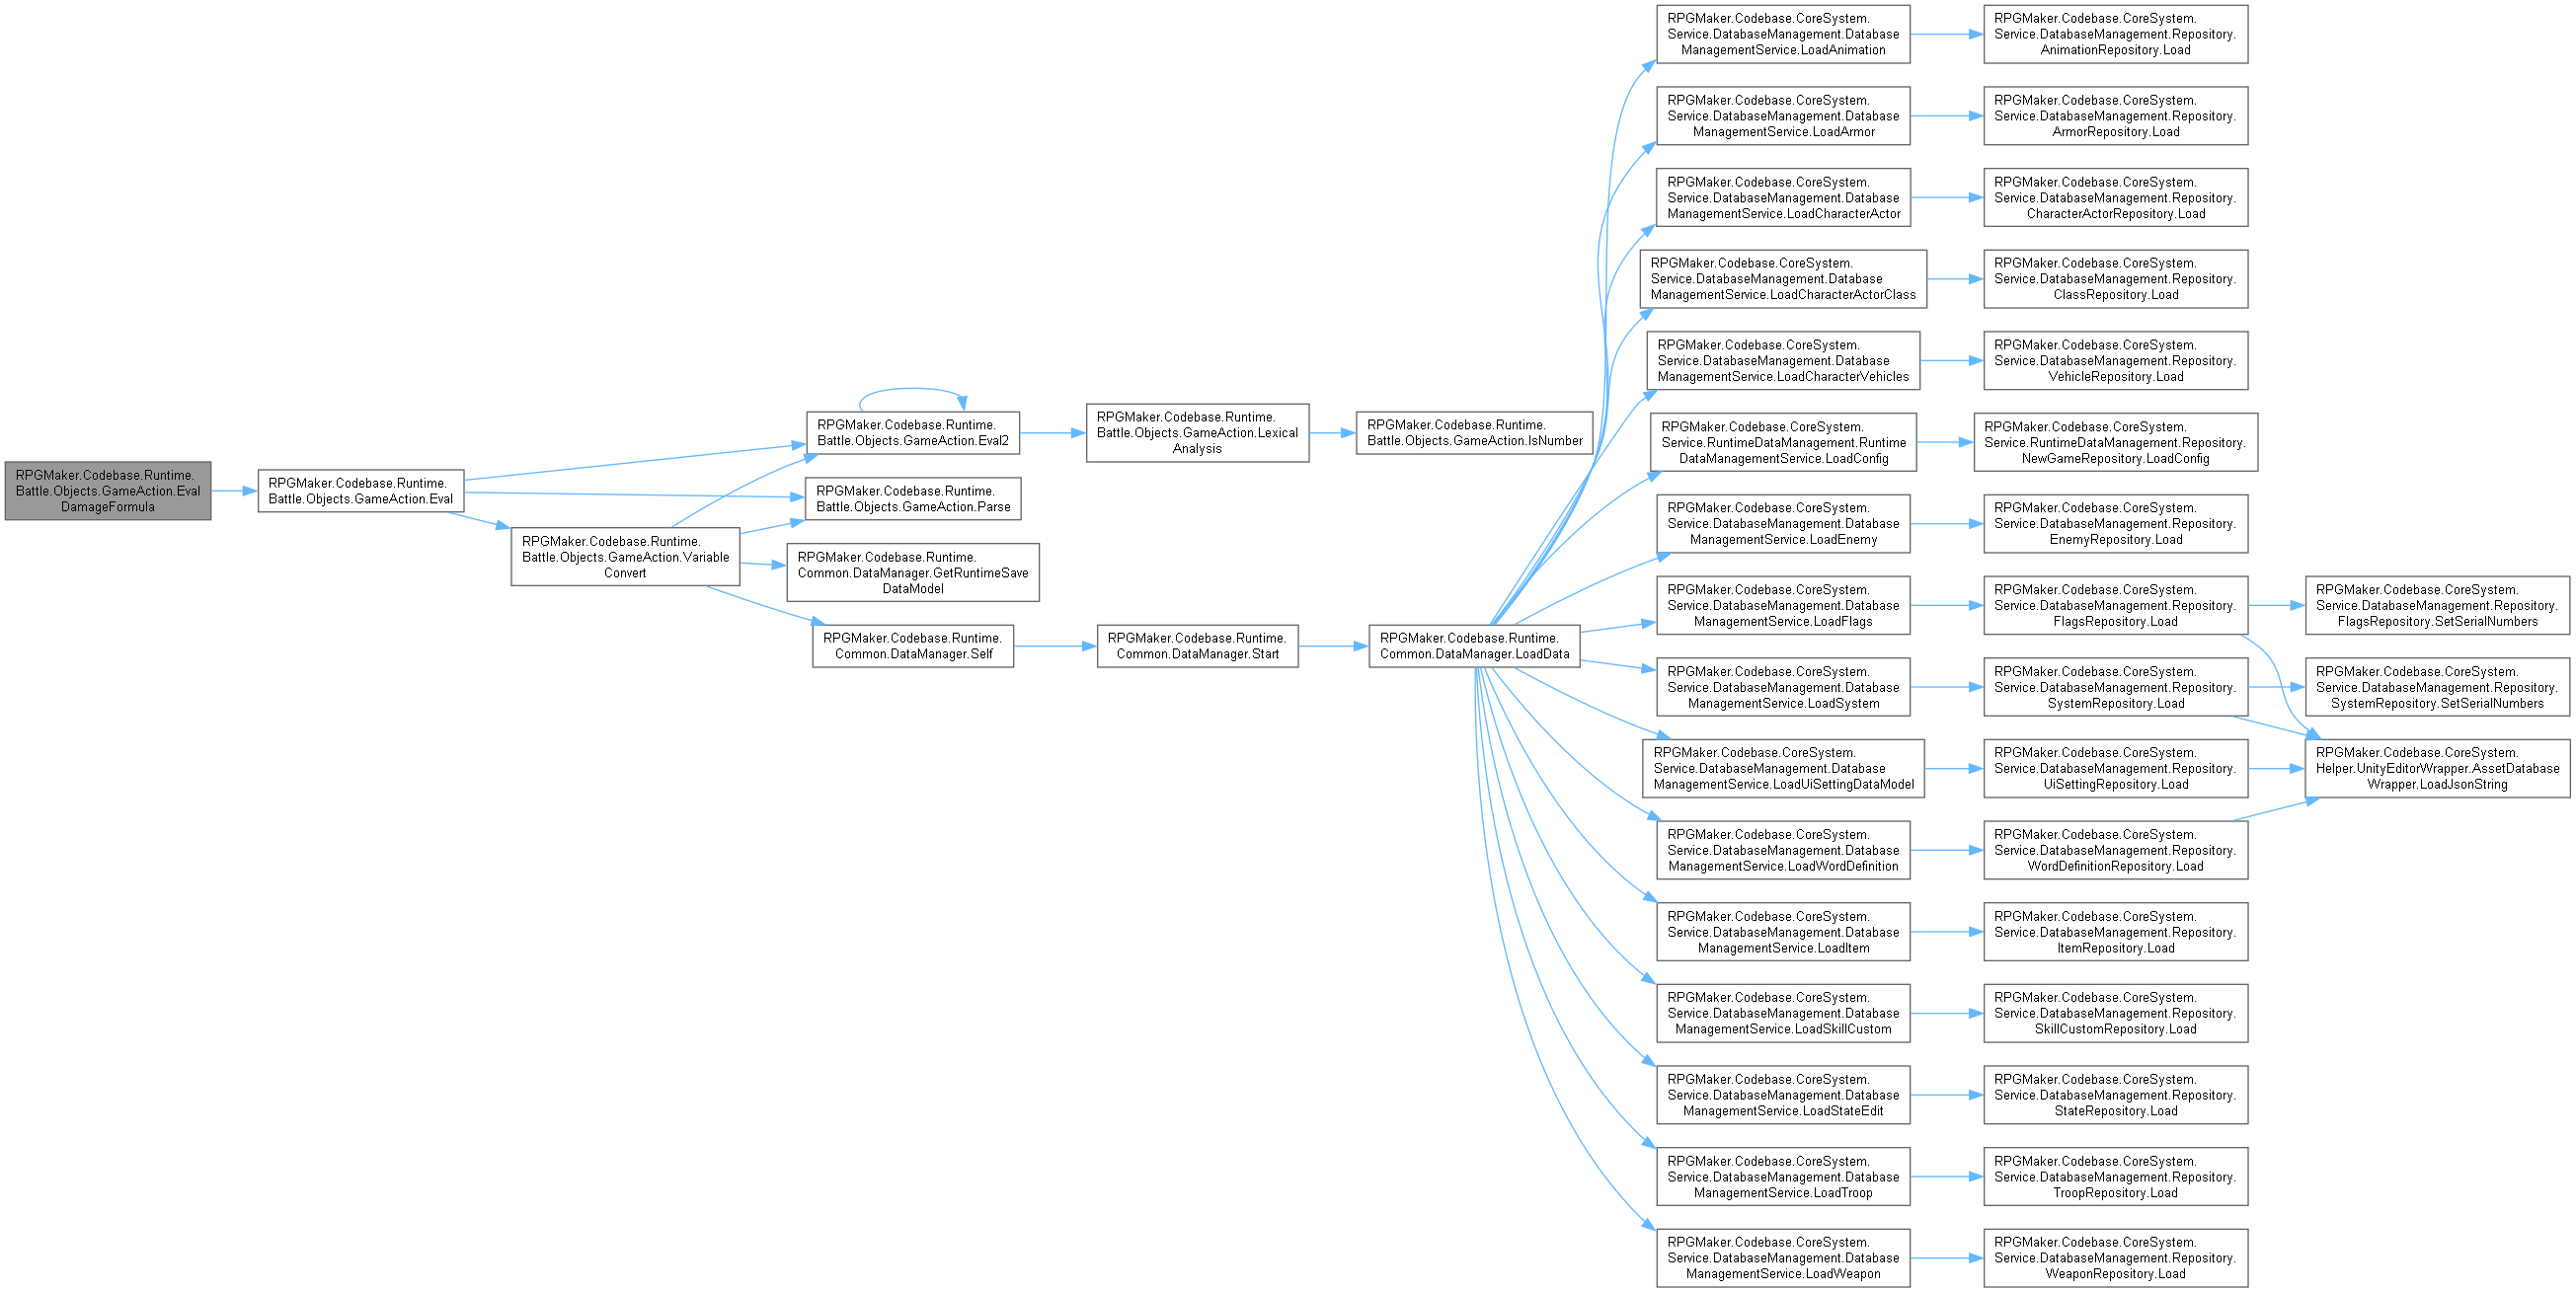 RPGMaker.Codebase.Runtime.
Battle.Objects.GameAction.Eval
DamageFormula
RPGMaker.Codebase.Runtime.
Battle.Objects.GameAction.Eval
RPGMaker.Codebase.Runtime.
Battle.Objects.GameAction.Eval2
RPGMaker.Codebase.Runtime.
Battle.Objects.GameAction.Lexical
Analysis
RPGMaker.Codebase.Runtime.
Battle.Objects.GameAction.IsNumber
RPGMaker.Codebase.Runtime.
Battle.Objects.GameAction.Parse
RPGMaker.Codebase.Runtime.
Battle.Objects.GameAction.Variable
Convert
RPGMaker.Codebase.Runtime.
Common.DataManager.GetRuntimeSave
DataModel
RPGMaker.Codebase.Runtime.
Common.DataManager.Self
RPGMaker.Codebase.Runtime.
Common.DataManager.Start
RPGMaker.Codebase.Runtime.
Common.DataManager.LoadData
RPGMaker.Codebase.CoreSystem.
Service.DatabaseManagement.Database
ManagementService.LoadAnimation
RPGMaker.Codebase.CoreSystem.
Service.DatabaseManagement.Repository.
AnimationRepository.Load
RPGMaker.Codebase.CoreSystem.
Service.DatabaseManagement.Database
ManagementService.LoadArmor
RPGMaker.Codebase.CoreSystem.
Service.DatabaseManagement.Repository.
ArmorRepository.Load
RPGMaker.Codebase.CoreSystem.
Service.DatabaseManagement.Database
ManagementService.LoadCharacterActor
RPGMaker.Codebase.CoreSystem.
Service.DatabaseManagement.Repository.
CharacterActorRepository.Load
RPGMaker.Codebase.CoreSystem.
Service.DatabaseManagement.Database
ManagementService.LoadCharacterActorClass
RPGMaker.Codebase.CoreSystem.
Service.DatabaseManagement.Repository.
ClassRepository.Load
RPGMaker.Codebase.CoreSystem.
Service.DatabaseManagement.Database
ManagementService.LoadCharacterVehicles
RPGMaker.Codebase.CoreSystem.
Service.DatabaseManagement.Repository.
VehicleRepository.Load
RPGMaker.Codebase.CoreSystem.
Service.RuntimeDataManagement.Runtime
DataManagementService.LoadConfig
RPGMaker.Codebase.CoreSystem.
Service.RuntimeDataManagement.Repository.
NewGameRepository.LoadConfig
RPGMaker.Codebase.CoreSystem.
Service.DatabaseManagement.Database
ManagementService.LoadEnemy
RPGMaker.Codebase.CoreSystem.
Service.DatabaseManagement.Repository.
EnemyRepository.Load
RPGMaker.Codebase.CoreSystem.
Service.DatabaseManagement.Database
ManagementService.LoadFlags
RPGMaker.Codebase.CoreSystem.
Service.DatabaseManagement.Repository.
FlagsRepository.Load
RPGMaker.Codebase.CoreSystem.
Service.DatabaseManagement.Repository.
FlagsRepository.SetSerialNumbers
RPGMaker.Codebase.CoreSystem.
Service.DatabaseManagement.Database
ManagementService.LoadSystem
RPGMaker.Codebase.CoreSystem.
Service.DatabaseManagement.Repository.
SystemRepository.Load
RPGMaker.Codebase.CoreSystem.
Service.DatabaseManagement.Repository.
SystemRepository.SetSerialNumbers
RPGMaker.Codebase.CoreSystem.
Service.DatabaseManagement.Database
ManagementService.LoadUiSettingDataModel
RPGMaker.Codebase.CoreSystem.
Service.DatabaseManagement.Repository.
UiSettingRepository.Load
RPGMaker.Codebase.CoreSystem.
Helper.UnityEditorWrapper.AssetDatabase
Wrapper.LoadJsonString
RPGMaker.Codebase.CoreSystem.
Service.DatabaseManagement.Database
ManagementService.LoadWordDefinition
RPGMaker.Codebase.CoreSystem.
Service.DatabaseManagement.Repository.
WordDefinitionRepository.Load
RPGMaker.Codebase.CoreSystem.
Service.DatabaseManagement.Database
ManagementService.LoadItem
RPGMaker.Codebase.CoreSystem.
Service.DatabaseManagement.Repository.
ItemRepository.Load
RPGMaker.Codebase.CoreSystem.
Service.DatabaseManagement.Database
ManagementService.LoadSkillCustom
RPGMaker.Codebase.CoreSystem.
Service.DatabaseManagement.Repository.
SkillCustomRepository.Load
RPGMaker.Codebase.CoreSystem.
Service.DatabaseManagement.Database
ManagementService.LoadStateEdit
RPGMaker.Codebase.CoreSystem.
Service.DatabaseManagement.Repository.
StateRepository.Load
RPGMaker.Codebase.CoreSystem.
Service.DatabaseManagement.Database
ManagementService.LoadTroop
RPGMaker.Codebase.CoreSystem.
Service.DatabaseManagement.Repository.
TroopRepository.Load
RPGMaker.Codebase.CoreSystem.
Service.DatabaseManagement.Database
ManagementService.LoadWeapon
RPGMaker.Codebase.CoreSystem.
Service.DatabaseManagement.Repository.
WeaponRepository.Load